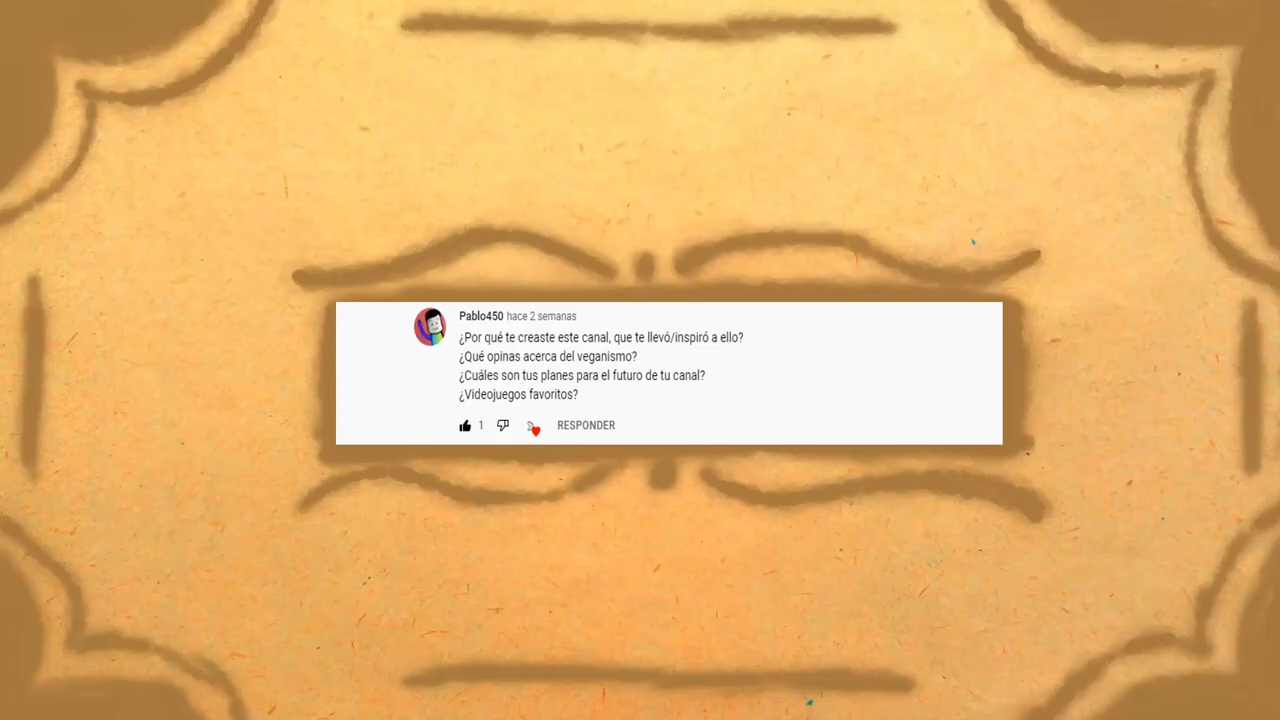 Pablo450 hace 2 semanas
¿Por qué te creaste este canal, que te llevó/inspiró a ello?
¿Qué opinas acerca del veganismo?
¿Cuáles son tus planes para el futuro de tu canal?
¿Videojuegos favoritos?
1 RESPONDER